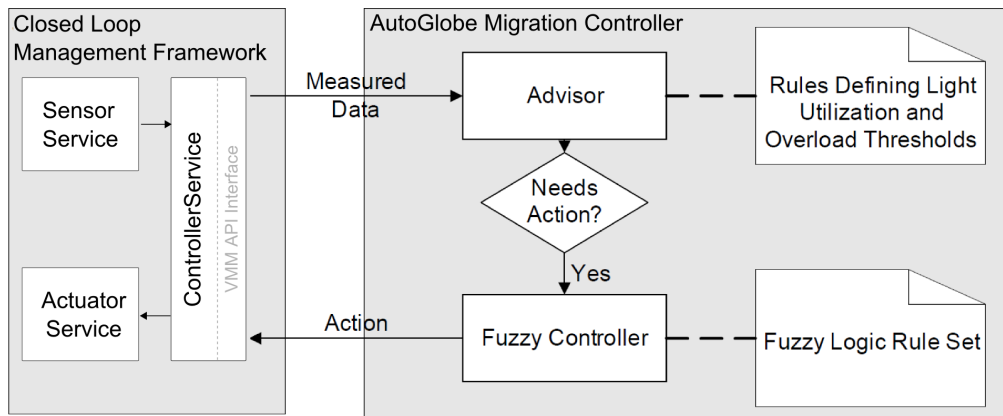 Closed Loop
Management Framework
Sensor
Service
ControllerService
VMM API Interface
Actuator
Service
Measured
Data
Action
AutoGlobe Migration Controller
Advisor
Needs
Action?
Yes
Fuzzy Controller
Rules Defining Light
Utilization and
Overload Thresholds
Fuzzy Logic Rule Set